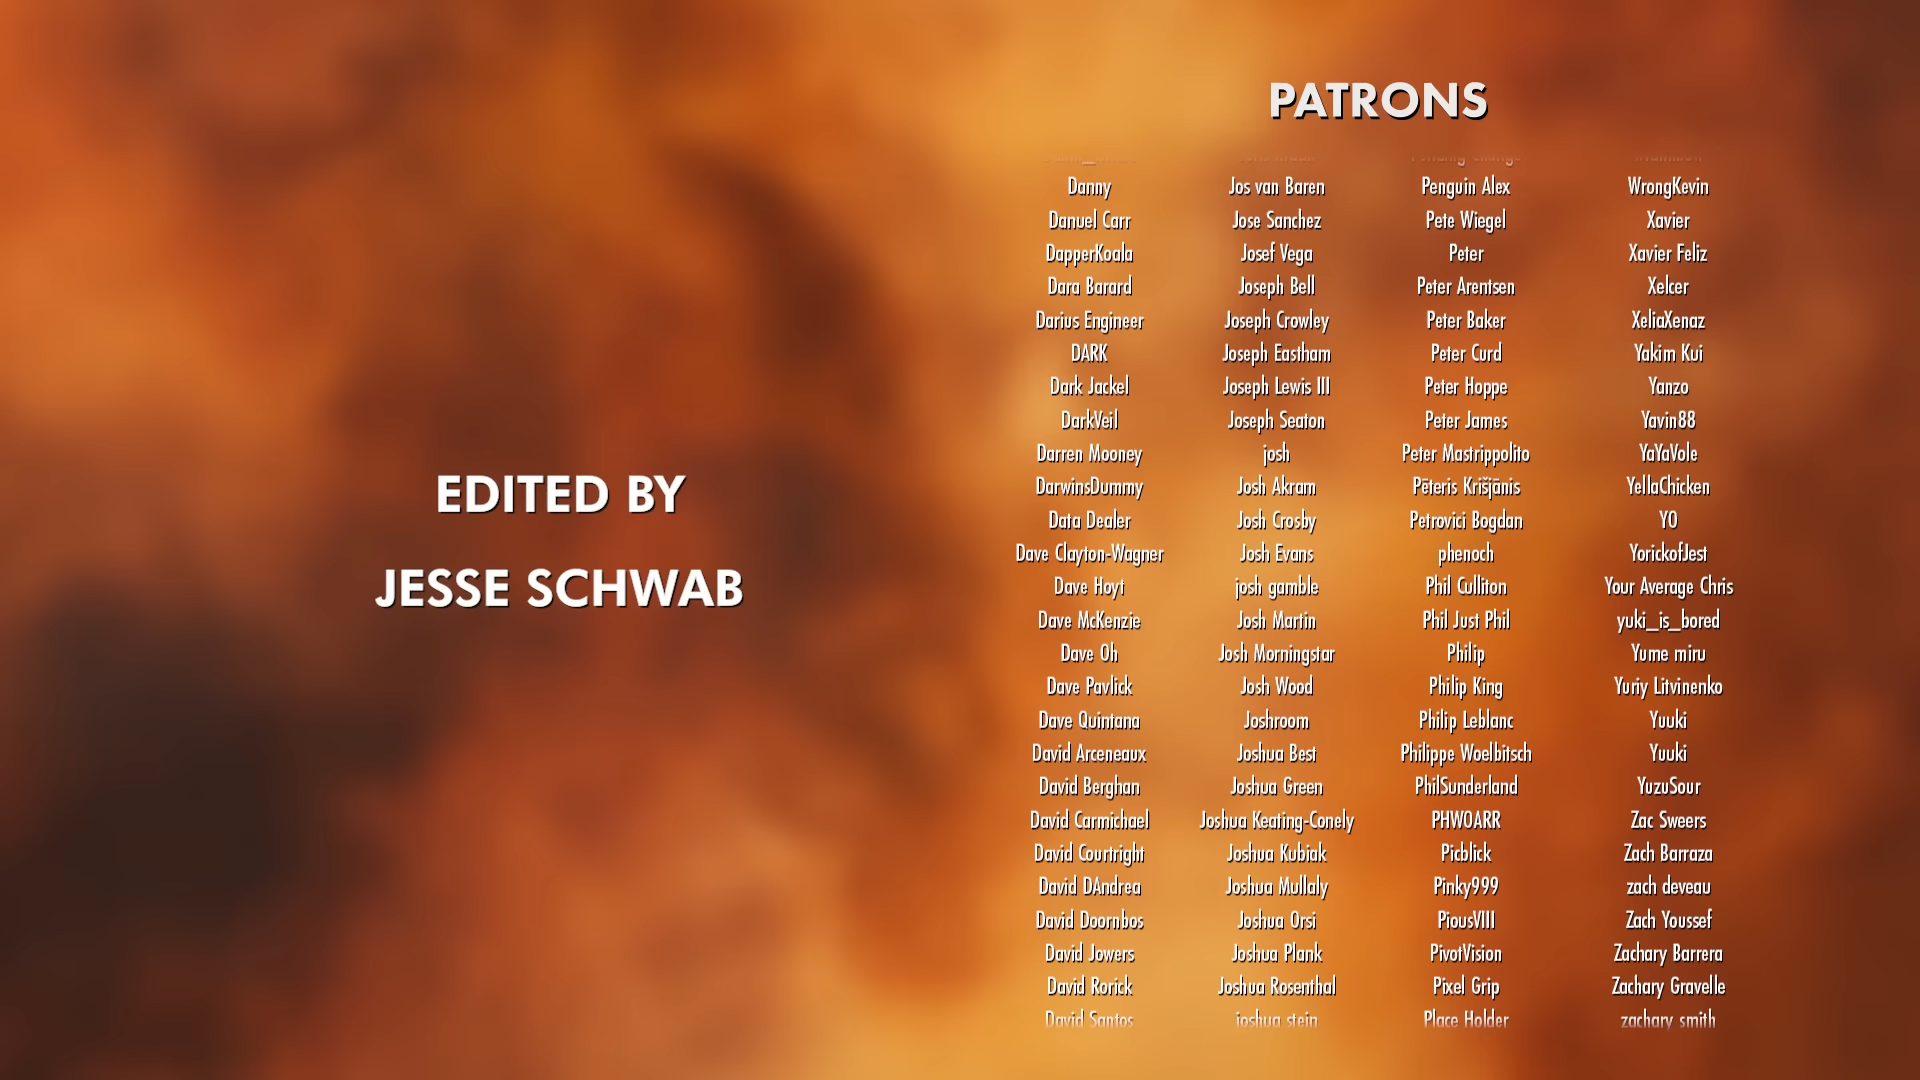 EDITED BY
JESSE SCHWAB
PATRONS
Danny
Danuel Carr
DapperKoala
Dara Barard
Darius Engineer
DARK
Dark Jackel
DarkVeil
Darren Mooney
DarwinsDummy
Data Dealer
Dave Clayton-Wagner
Dave Hoyt
Dave McKenzie
Dave Oh
Dave Pavlick
Dave Quintana
David Arceneaux
David Berghan
David Carmichael
David Courtright
David DAndrea
David Doornbos
David Jowers
David Rorick
David Santos
Jos van Baren
Jose Sanchez
Josef Vega
Joseph Bell
Joseph Crowley
Joseph Eastham
Joseph Lewis III
Joseph Seaton
josh
Josh Akram
Josh Crosby
Josh Evans
josh gamble
Josh Martin
Josh Morningstar
Josh Wood
Joshroom
Joshua Best
Joshua Green
Joshua Keating-Conely
Joshua Kubiak
Joshua Mullaly
Joshua Orsi
Joshua Plank
Joshua Rosenthal
joshua stein
Penguin Alex
Pete Wiegel
Peter
Peter Arentsen
Peter Baker
Peter Curd
Peter Hoppe
Peter James
Peter Mastrippolito
Pēteris Krišjānis
Petrovici Bogdan
phenoch
Phil Culliton
Phil Just Phil
Philip
Philip King
Philip Leblanc
Philippe Woelbitsch
PhilSunderland
PHWOARR
Picblick
Pinky999
PiousVIII
PivotVision
Pixel Grip
Place Holder
WrongKevin
Xavier
Xavier Feliz
Xelcer
XeliaXenaz
Yakim Kui
Yanzo
Yavin88
YaYaVole
YellaChicken
YO
YorickofJest
Your Average Chris
yuki_is_bored
Yume miru
Yuriy Litvinenko
Yuuki
Yuuki
YuzuSour
Zac Sweers
Zach Barraza
zach deveau
Zach Youssef
Zachary Barrera
Zachary Gravelle
zachary smith